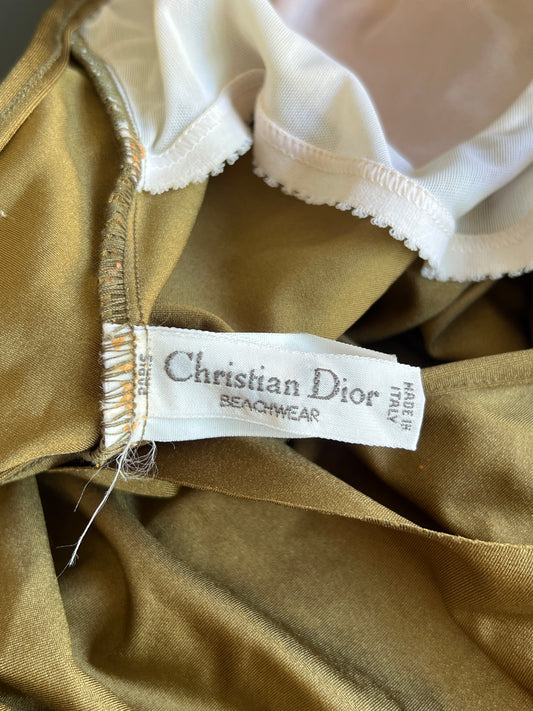 Christian Dior
BEACHWEAR
PARIS
MADE IN
ITALY